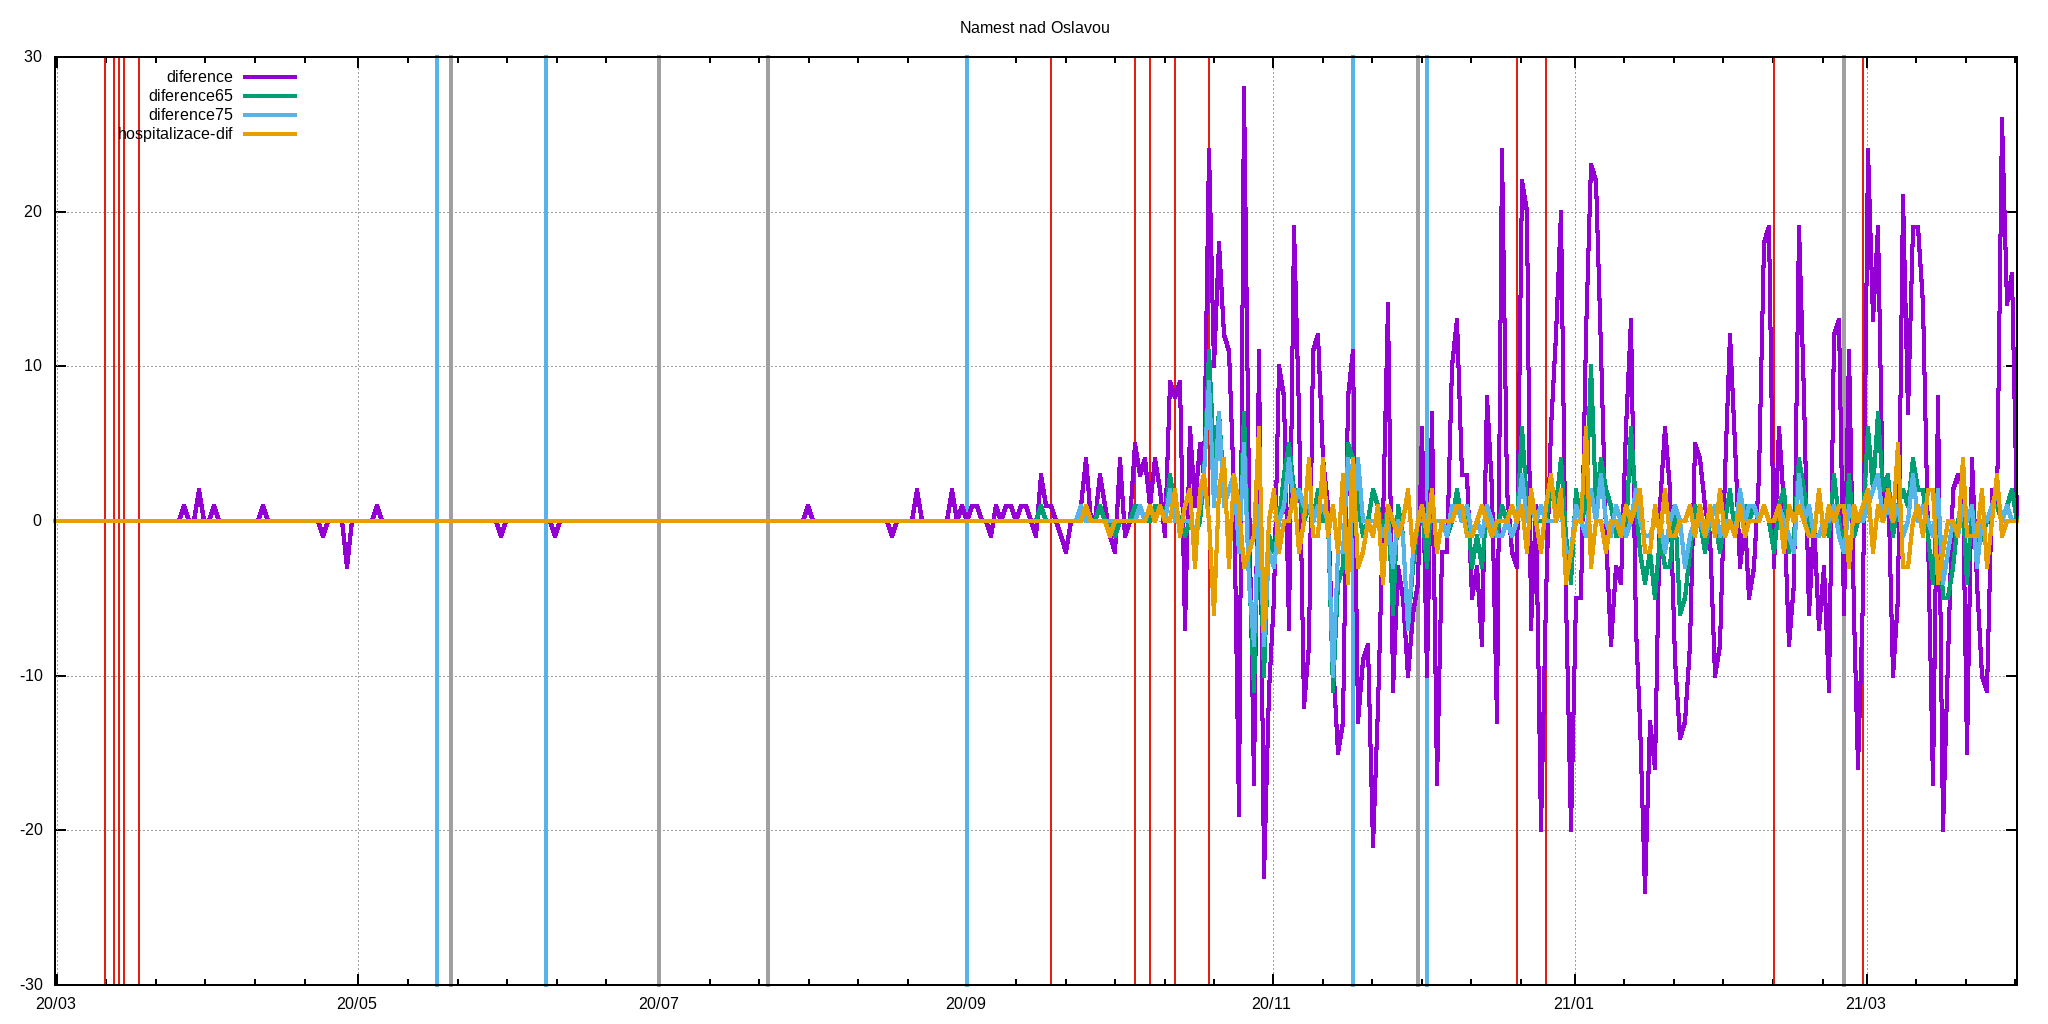 Namest nad Oslavou
30
diference
diference65
diference75
hospitalizace-dif
20
10
0
-10
-20
-30
20/03 20/05 20/07 20/09 20/11 21/01 21/03